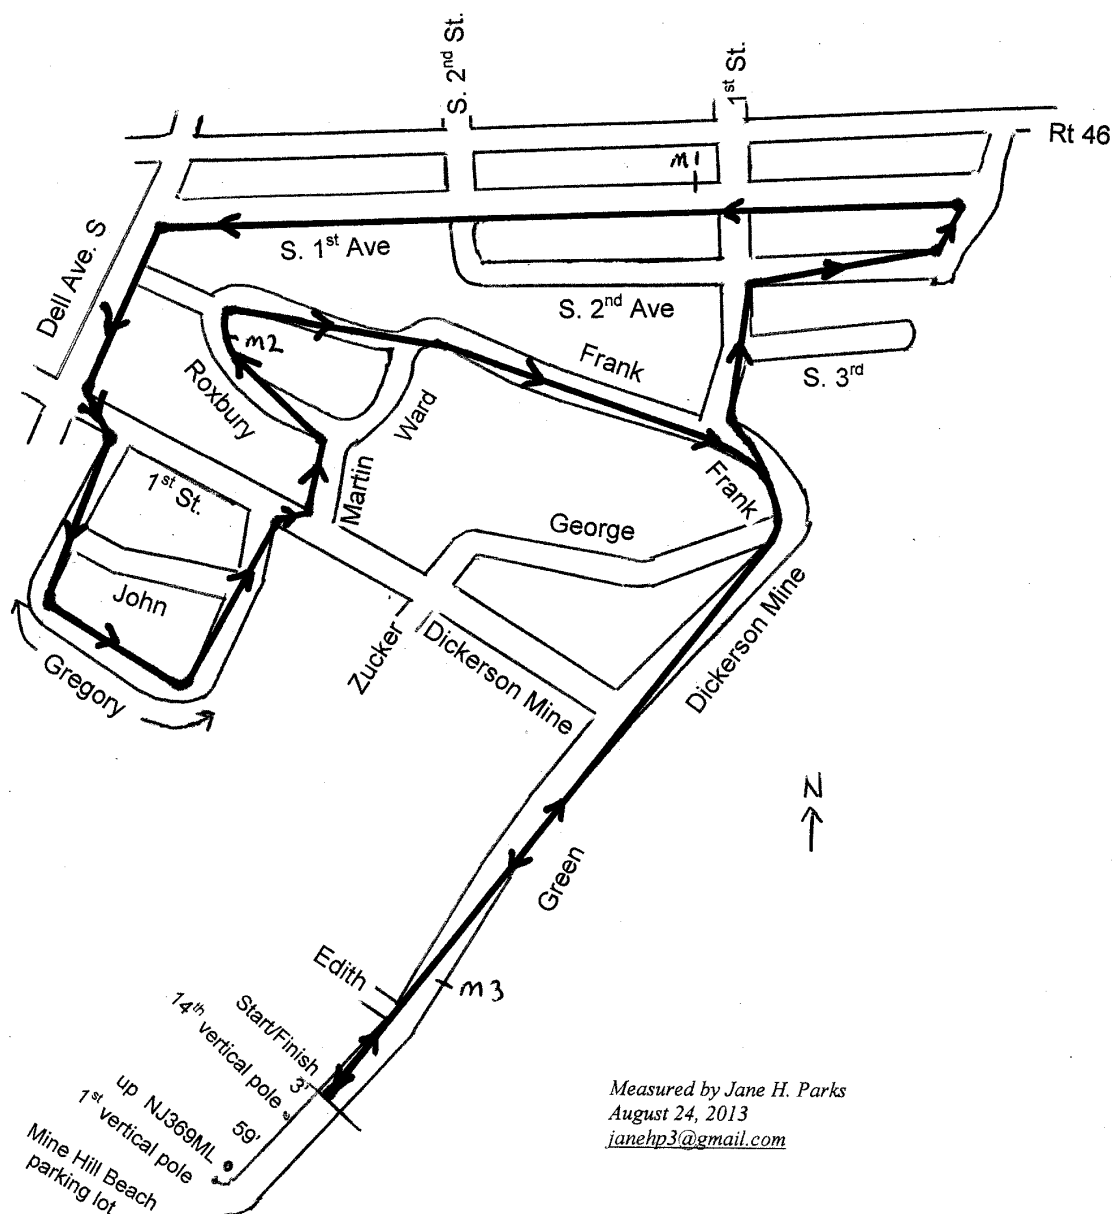 S. 2nd St.
1st St.
Rt 46
M1
S. 1st Ave
Dell Ave. S
S. 2nd Ave
M2
Frank
S. 3rd
Roxbury
Ward
Frank
1st St.
Martin
George
John
Dickerson Mine
Zucker
Dickerson Mine
Gregory
N
Green
Edith
M3
Start/Finish
14th
vertical pole
3'
59'
up NJ369ML
1st vertical pole
Mine Hill Beach
parking lot
Measured by Jane H. Parks
August 24, 2013
janehp3@gmail.com